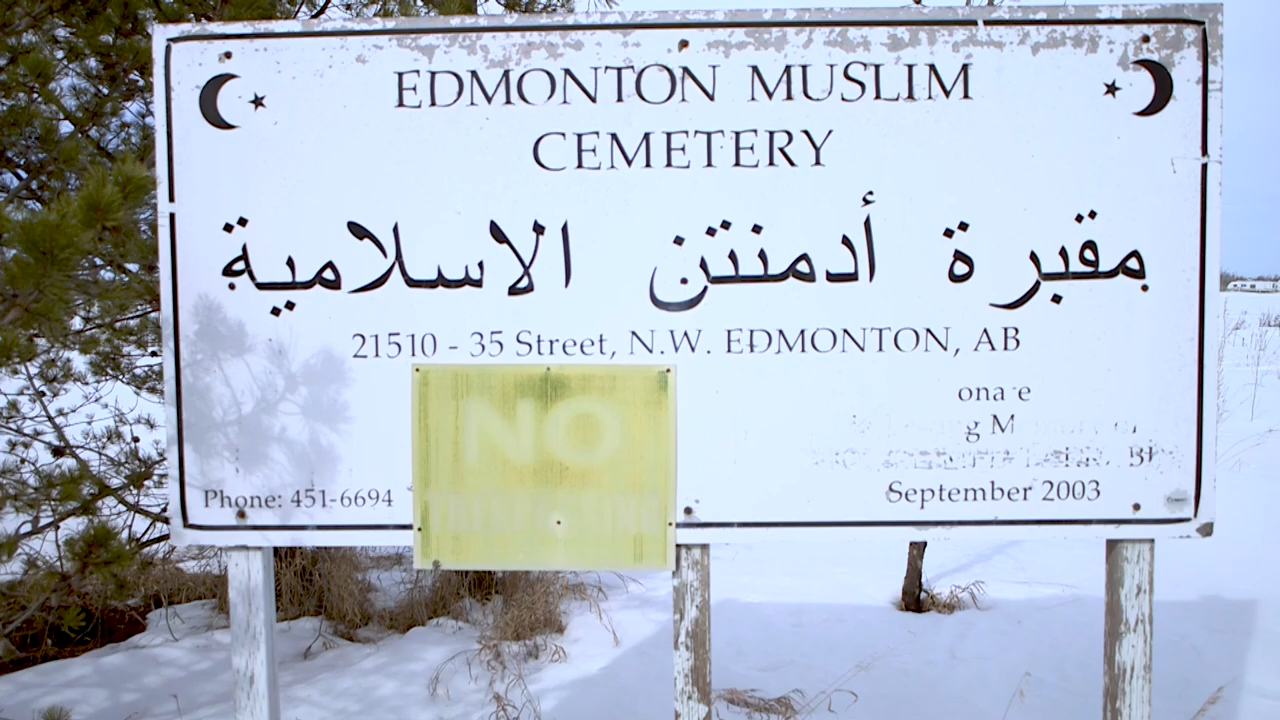 EDMONTON MUSLIM
CEMETERY
مقبرة أدمنتن الاسلامية
21510 - 35 Street, N.W. EDMONTON, AB
NO
Phone: 451-6694
September 2003